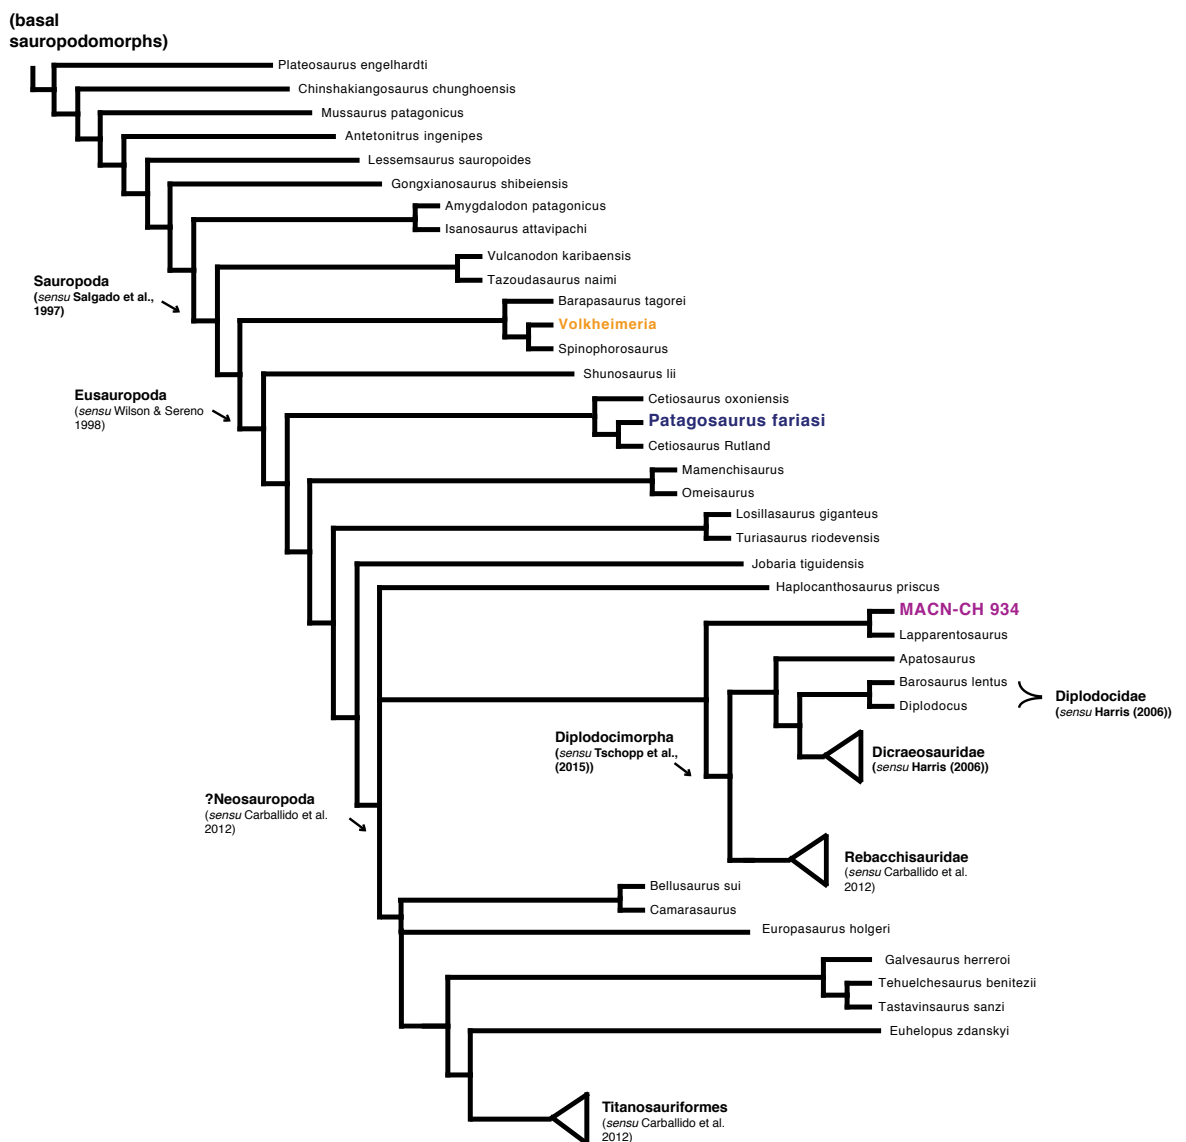 (basal
sauropodomorphs)
Plateosaurus engelhardti
Chinshakiangosaurus chunghoensis
Mussaurus patagonicus
Antetonitrus ingenipes
Lessemsaurus sauropoides
Gongxianosaurus shibeiensis
Amygdalodon patagonicus
Isanosaurus attavipachi
Vulcanodon karibaensis
Tazoudasaurus naimi
Sauropoda
(sensu Salgado et al.,
1997)
Barapasaurus tagorei
Volkheimeria
Spinophorosaurus
Shunosaurus lii
Eusauropoda
(sensu Wilson & Sereno
1998)
Cetiosaurus oxoniensis
Patagosaurus fariasi
Cetiosaurus Rutland
Mamenchisaurus
Omeisaurus
Losillasaurus giganteus
Turiasaurus riodevensis
Jobaria tiguidensis
Haplocanthosaurus priscus
MACN-CH 934
Lapparentosaurus
Apatosaurus
Barosaurus lentus
Diplodocus
Diplodocidae
(sensu Harris (2006))
Diplodocimorpha
(sensu Tschopp et al.,
(2015))
Dicraeosauridae
(sensu Harris (2006))
?Neosauropoda
(sensu Carballido et al.
2012)
Rebacchisauridae
(sensu Carballido et al.
2012)
Bellusaurus sui
Camarasaurus
Europasaurus holgeri
Galvesaurus herreroi
Tehuelchesaurus benitezii
Tastavinsaurus sanzi
Euhelopus zdanskyi
Titanosauriformes
(sensu Carballido et al.
2012)